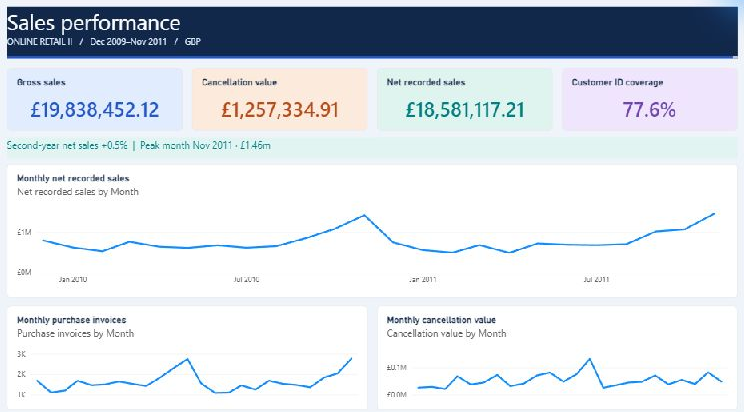 Sales performance
ONLINE RETAIL II / Dec 2009–Nov 2011 / GBP
Gross sales
£19,838,452.12
Cancellation value
£1,257,334.91
Net recorded sales
£18,581,117.21
Customer ID coverage
77.6%
Second-year net sales +0.5% | Peak month Nov 2011 · £1.46m
Monthly net recorded sales
Net recorded sales by Month
£1M
£0M
Jan 2010
Jul 2010
Jan 2011
Jul 2011
Monthly purchase invoices
Purchase invoices by Month
3K
2K
1K
Monthly cancellation value
Cancellation value by Month
£0.1M
£0.0M